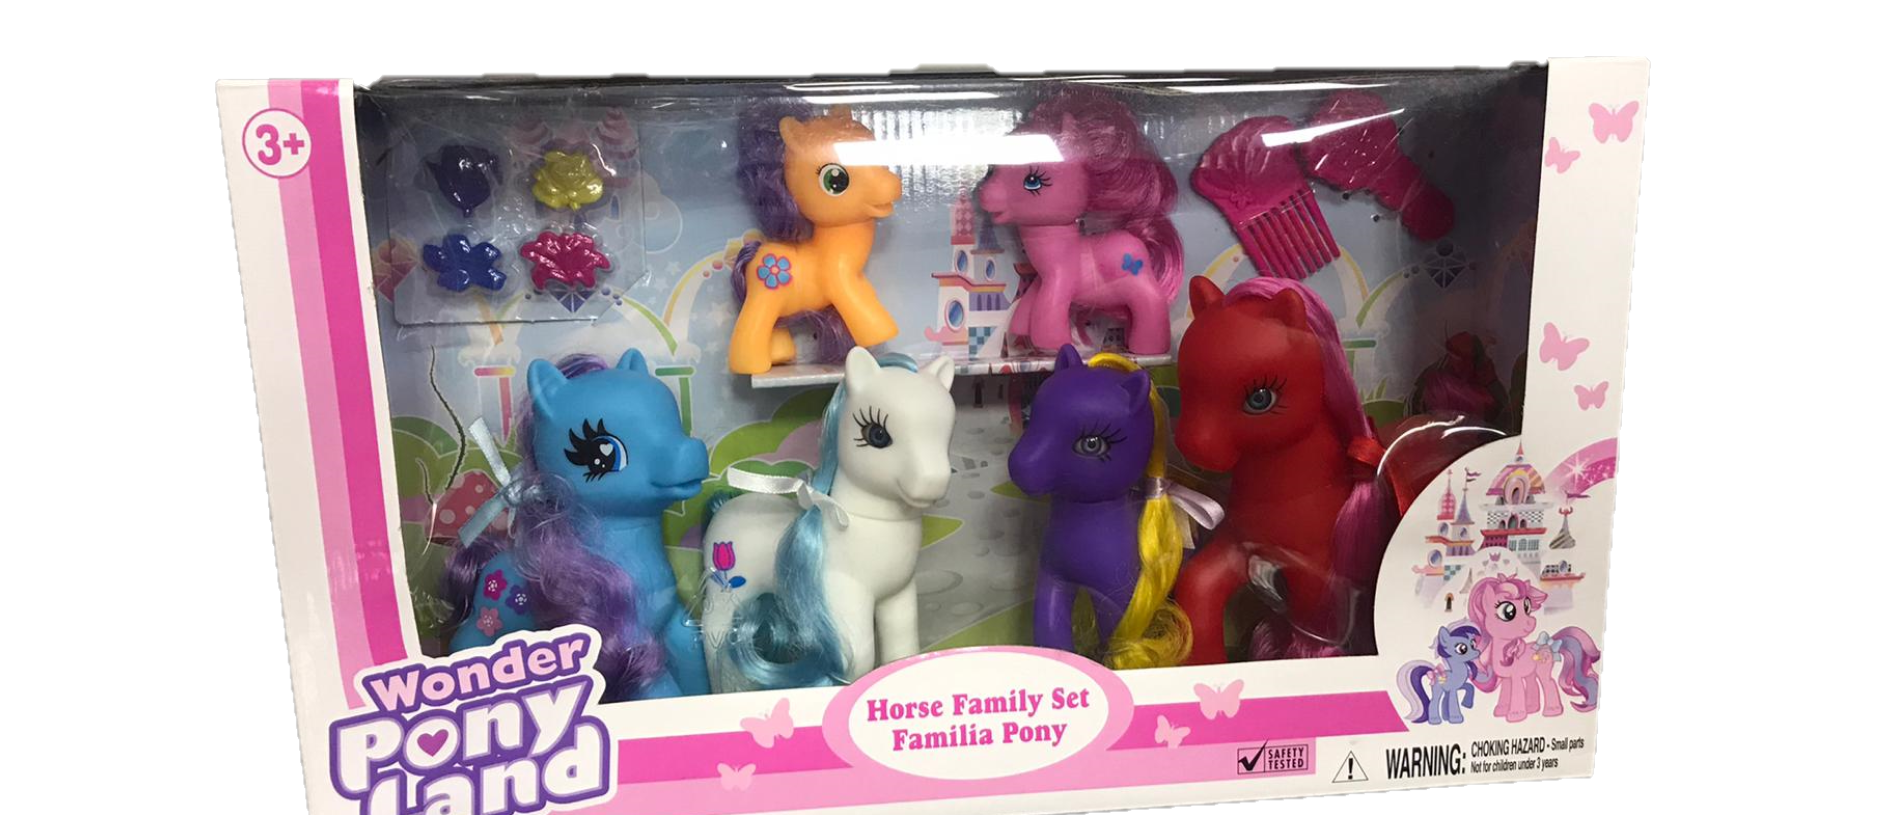 3+
Wonder
Pony
Land
Horse Family Set
Familia Pony
SAFETY
TESTED
WARNING: CHOKING HAZARD - Small parts
Not for children under 3 years